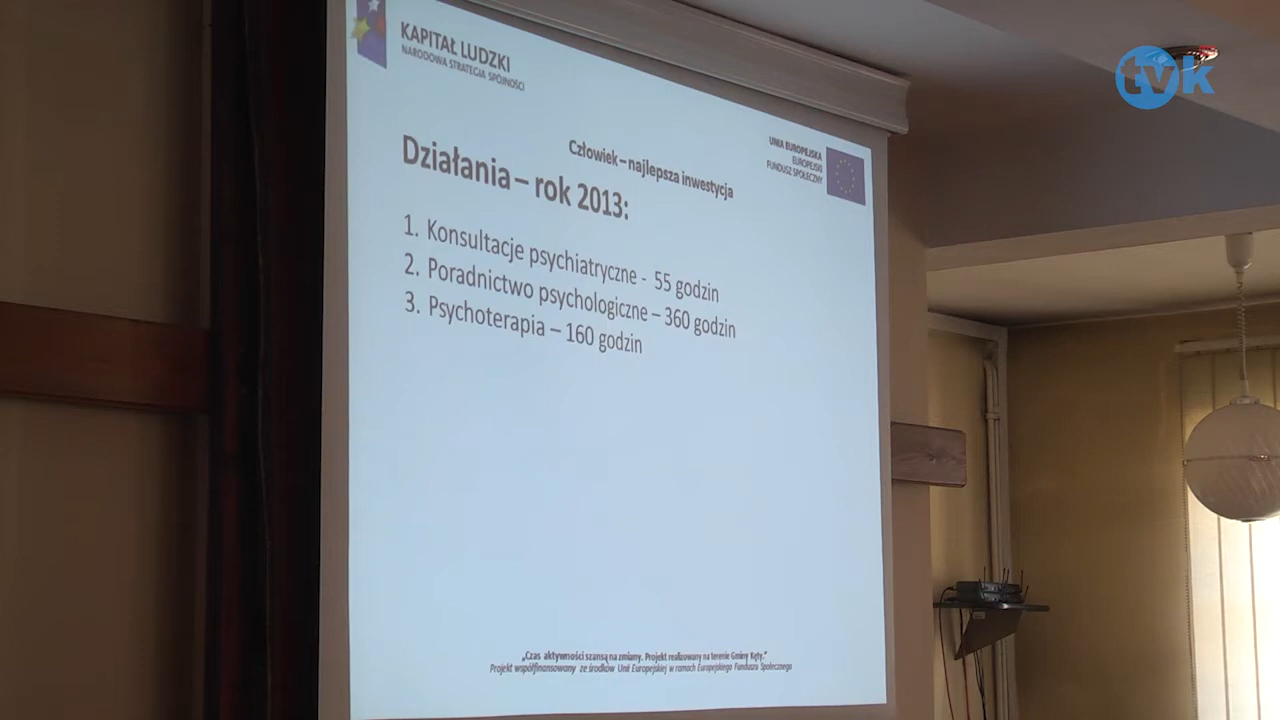 tvk
KAPITAŁ LUDZKI
NARODOWA STRATEGIA SPÓJNOŚCI
Człowiek – najlepsza inwestycja
UNIA EUROPEJSKA
EUROPEJSKI
FUNDUSZ SPOŁECZNY
Działania – rok 2013:
1. Konsultacje psychiatryczne - 55 godzin
2. Poradnictwo psychologiczne – 360 godzin
3. Psychoterapia – 160 godzin
„Czas aktywności szansą na zmiany. Projekt realizowany na terenie Gminy Kęty.”
Projekt współfinansowany ze środków Unii Europejskiej w ramach Europejskiego Funduszu Społecznego